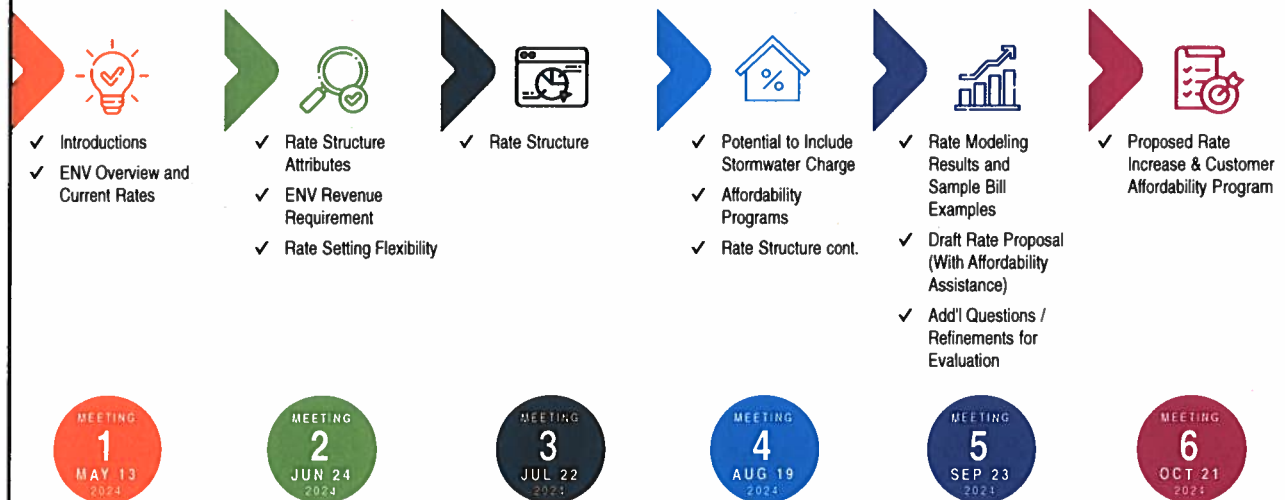 ✓ Introductions
✓ ENV Overview and
Current Rates
✓ Rate Structure
Attributes
✓ ENV Revenue
Requirement
✓ Rate Setting Flexibility
✓ Rate Structure
%
✓ Potential to Include
Stormwater Charge
✓ Affordability
Programs
✓ Rate Structure cont.
✓ Rate Modeling
Results and
Sample Bill
Examples
✓ Draft Rate Proposal
(With Affordability
Assistance)
✓ Add'l Questions /
Refinements for
Evaluation
✓ Proposed Rate
Increase & Customer
Affordability Program
MEETING
1
MAY 13
2024
MEETING
2
JUN 24
2024
MEETING
3
JUL 22
2024
MEETING
4
AUG 19
2024
MEETING
5
SEP 23
2024
MEETING
6
OCT 21
2024